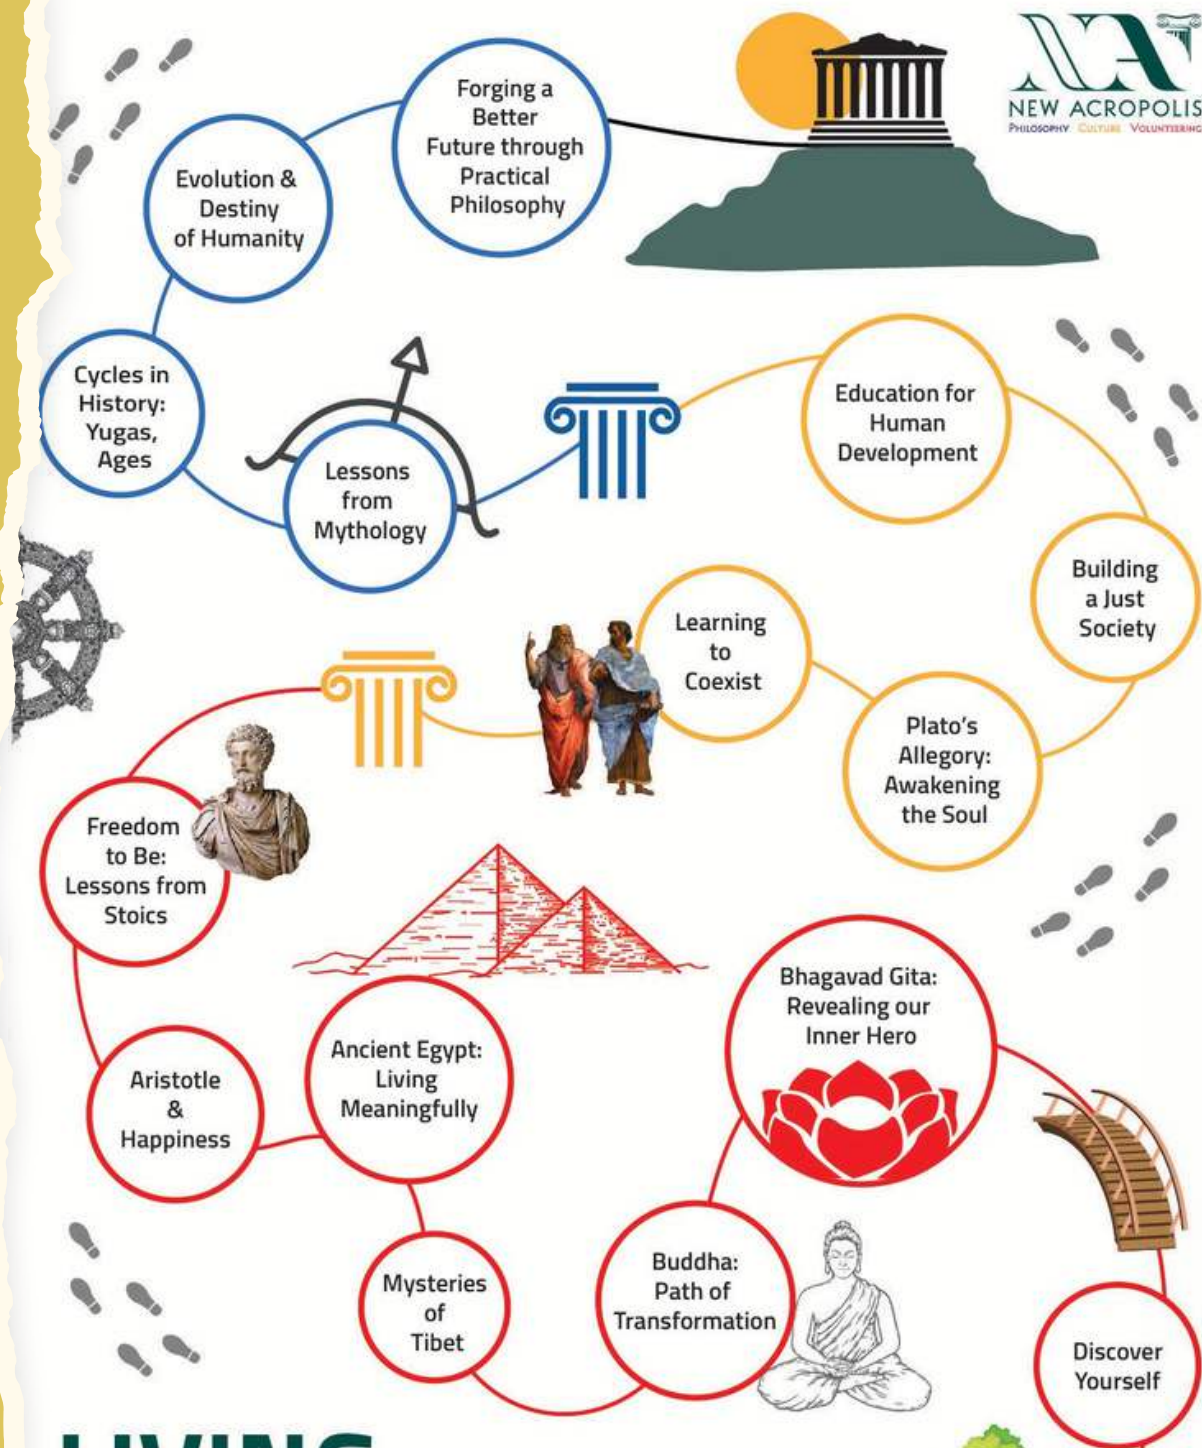 NEW ACROPOLIS
PHILOSOPHY CULTURE VOLUNTEERING
Forging a
Better
Future through
Practical
Philosophy
Evolution &
Destiny
of Humanity
Cycles in
History:
Yugas,
Ages
Lessons
from
Mythology
Education for
Human
Development
Building
a Just
Society
Learning
to
Coexist
Plato's
Allegory:
Awakening
the Soul
Freedom
to Be:
Lessons from
Stoics
Aristotle
&
Happiness
Ancient Egypt:
Living
Meaningfully
Bhagavad Gita:
Revealing our
Inner Hero
Mysteries
of
Tibet
Buddha:
Path of
Transformation
Discover
Yourself
LIVING